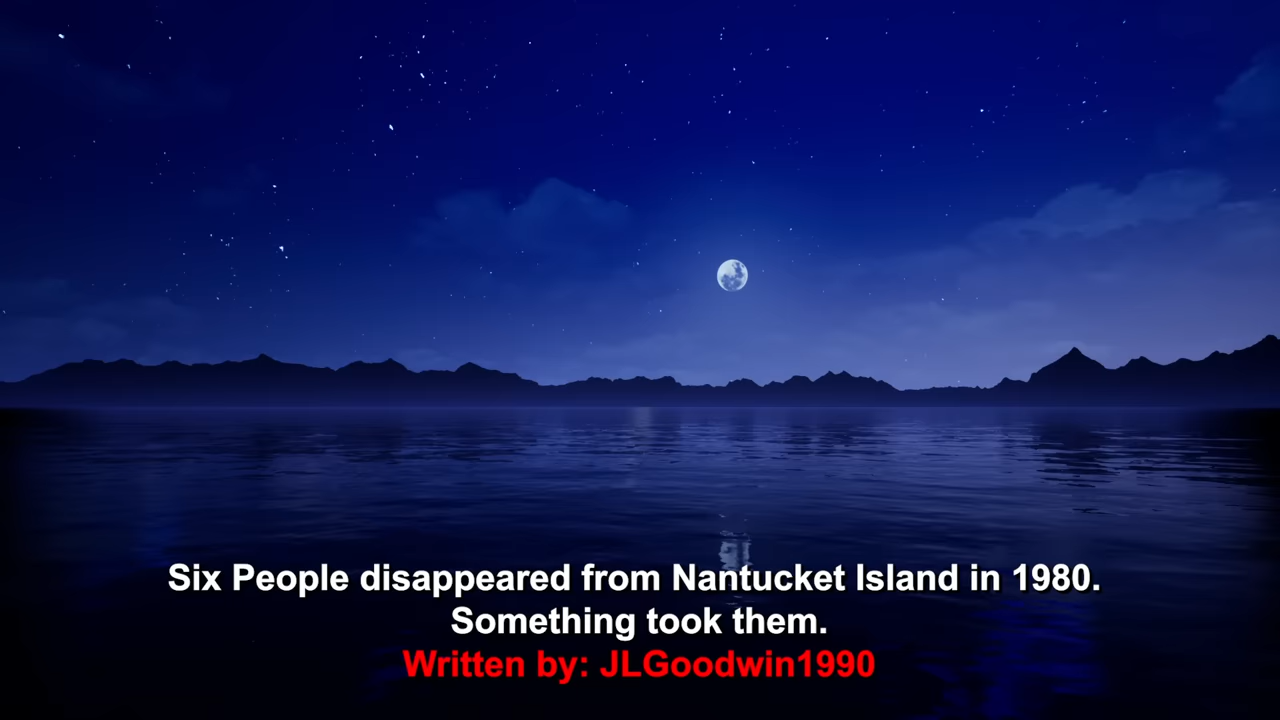 Six People disappeared from Nantucket Island in 1980.
Something took them.
Written by: JLGoodwin1990